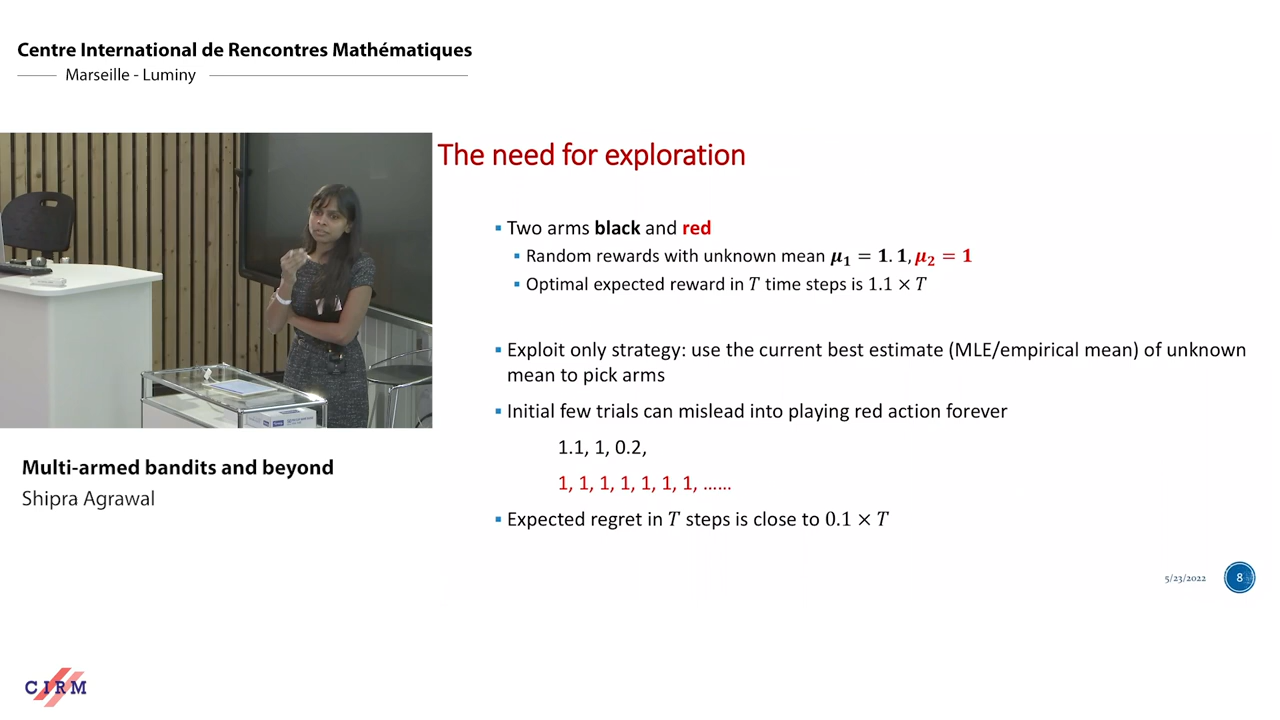 Centre International de Rencontres Mathématiques
Marseille - Luminy
The need for exploration
▪ Two arms black and red
▪ Random rewards with unknown mean μ₁ = 1.1, μ₂ = 1
▪ Optimal expected reward in T time steps is 1.1 × T
▪ Exploit only strategy: use the current best estimate (MLE/empirical mean) of unknown
mean to pick arms
▪ Initial few trials can mislead into playing red action forever
1.1, 1, 0.2,
1, 1, 1, 1, 1, 1, 1, ……
▪ Expected regret in T steps is close to 0.1 × T
Multi-armed bandits and beyond
Shipra Agrawal
5/23/2022
8
CIRM